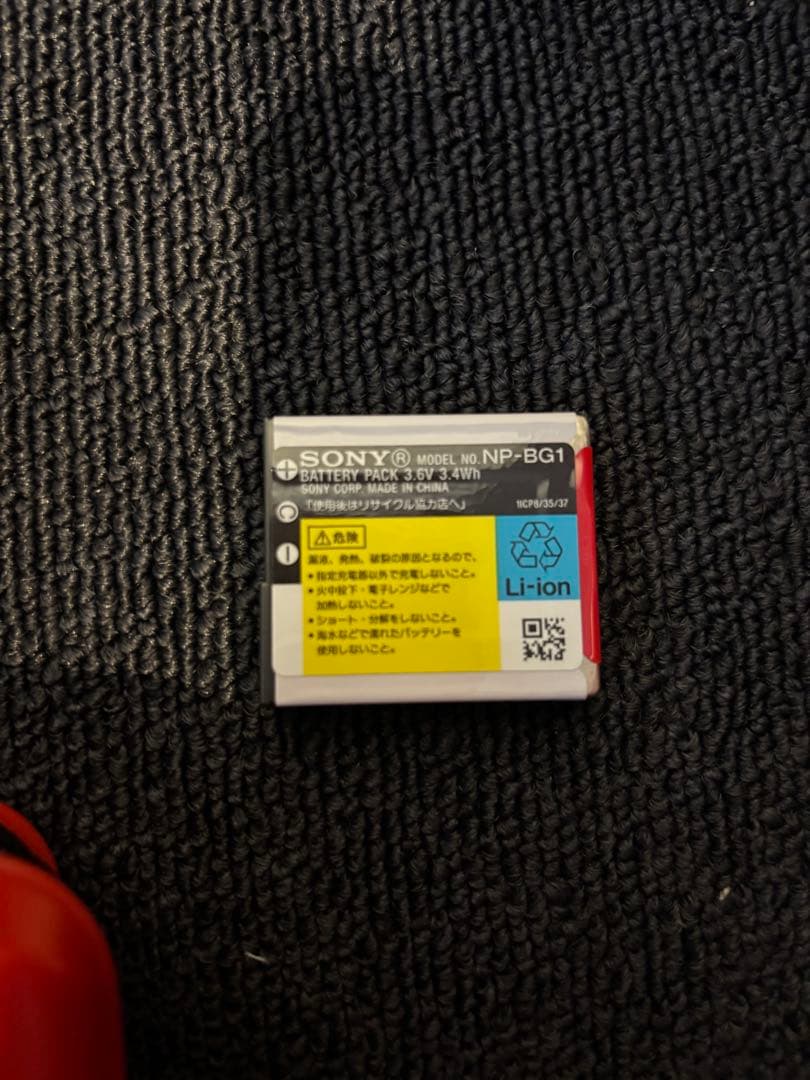 SONY® MODEL NO. NP-BG1
BATTERY PACK 3.6V 3.4Wh
SONY CORP. MADE IN CHINA
「使用後はリサイクル協力店へ」 1ICP8/35/37
⚠危険
漏液、発熱、破裂の原因となるので、
•指定充電器以外で充電しないこと。
•火中投下・電子レンジなどで
加熱しないこと。
•ショート・分解をしないこと。
•海水などで濡れたバッテリーを
使用しないこと。
Li-ion